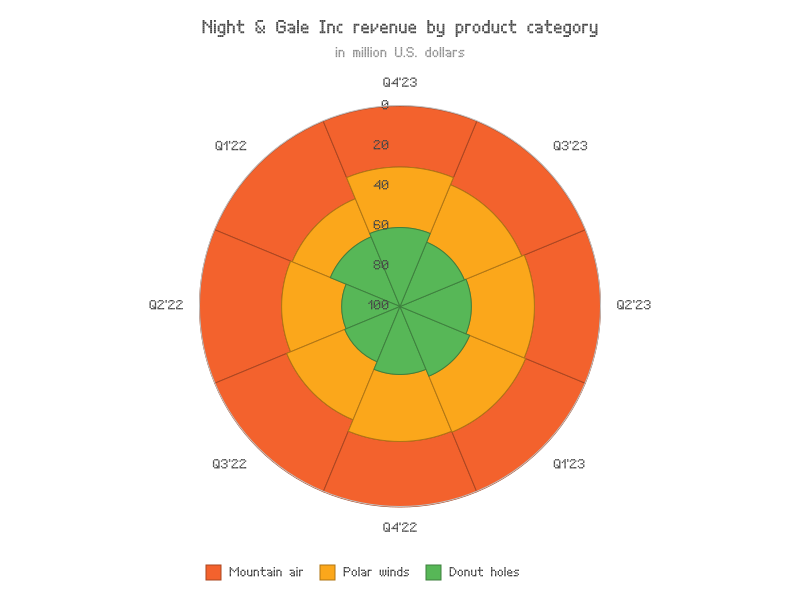 Night & Gale Inc revenue by product category
in million U.S. dollars
Q4'23
0
Q1'22
20
Q3'23
40
60
80
Q2'22
100
Q2'23
Q3'22
Q1'23
Q4'22
Mountain air
Polar winds
Donut holes